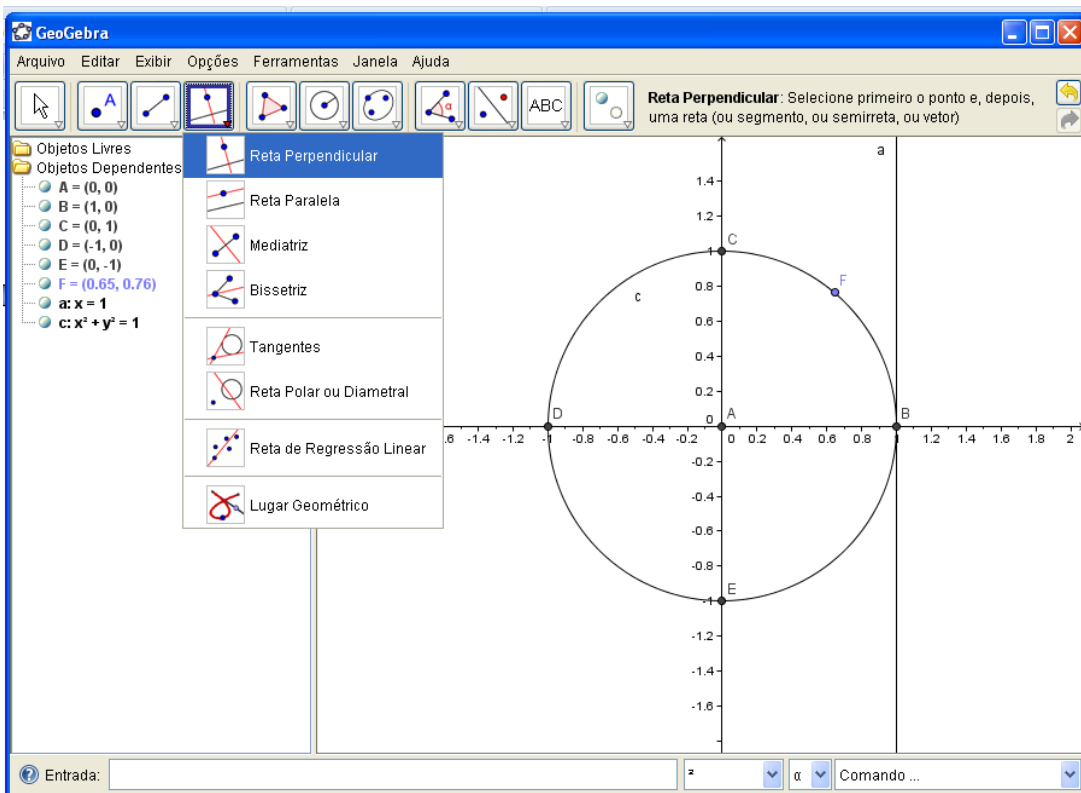 GeoGebra
Arquivo Editar Exibir Opções Ferramentas Janela Ajuda
A
α
ABC
Reta Perpendicular: Selecione primeiro o ponto e, depois,
uma reta (ou segmento, ou semirreta, ou vetor)
Objetos Livres
Objetos Dependentes
A = (0, 0)
B = (1, 0)
C = (0, 1)
D = (-1, 0)
E = (0, -1)
F = (0.65, 0.76)
a: x = 1
c: x² + y² = 1
Reta Perpendicular
Reta Paralela
Mediatriz
Bissetriz
Tangentes
Reta Polar ou Diametral
Reta de Regressão Linear
Lugar Geométrico
a
1.4
1.2
C
1
0.8
F
c
0.6
0.4
0.2
D
0
A
B
.6 -1.4 -1.2 -1 -0.8 -0.6 -0.4 -0.2 0 0.2 0.4 0.6 0.8 1 1.2 1.4 1.6 1.8 2
-0.2
-0.4
-0.6
-0.8
E
-1
-1.2
-1.4
-1.6
Entrada:
²
α
Comando ...